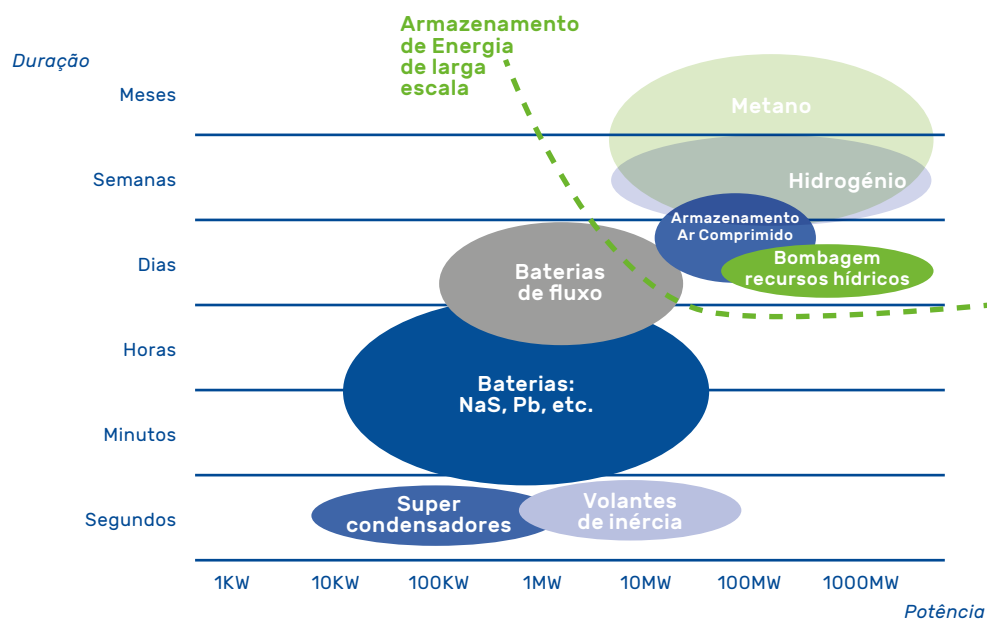 Armazenamento
de Energia
de larga
escala
Duração
Meses
Metano
Semanas
Hidrogénio
Armazenamento
Ar Comprimido
Dias
Bombagem
recursos hídricos
Baterias
de fluxo
Horas
Baterias:
NaS, Pb, etc.
Minutos
Segundos
Super
condensadores
Volantes
de inércia
1KW 10KW 100KW 1MW 10MW 100MW 1000MW
Potência